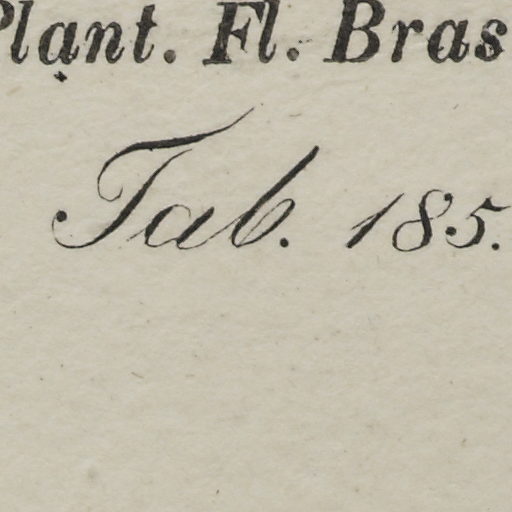 Plant. Fl. Bras
Tab. 185.